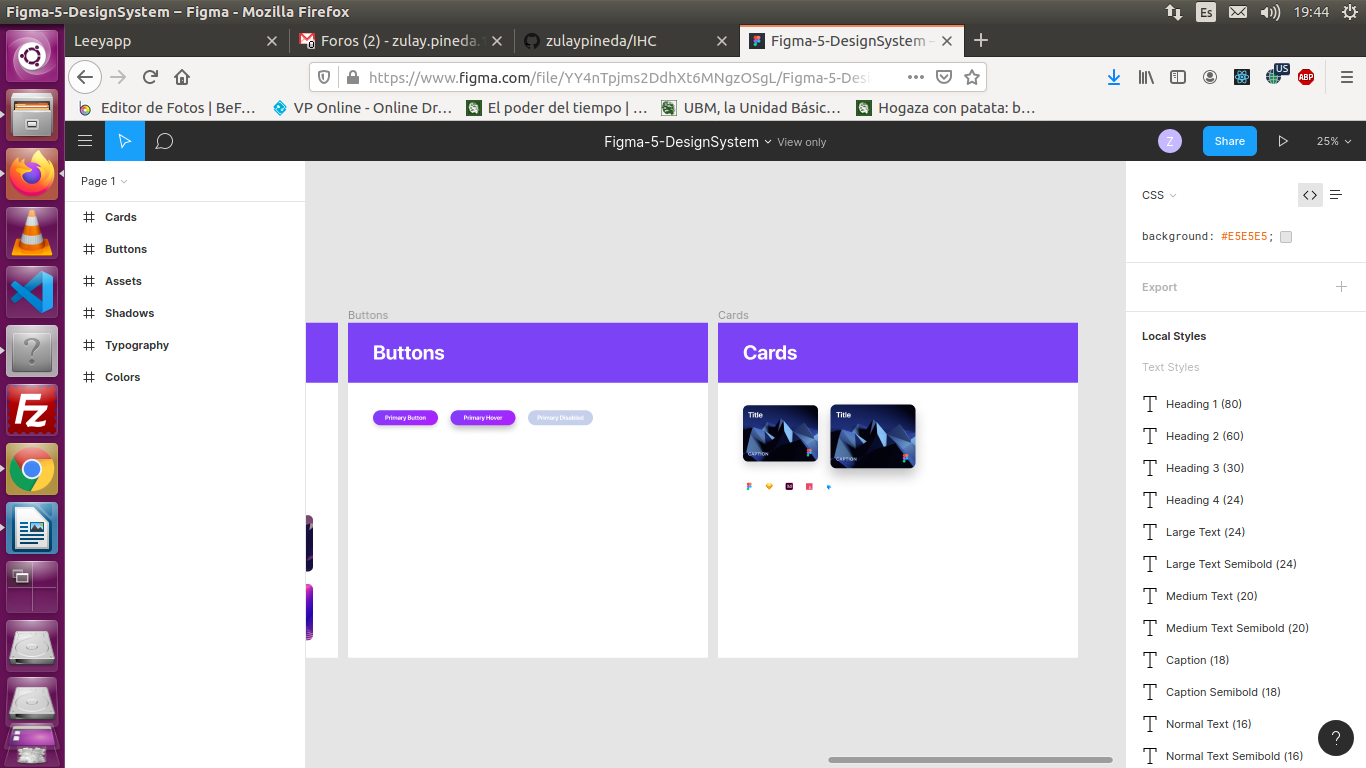 Figma-5-DesignSystem – Figma - Mozilla Firefox
Es
19:44
Leeyapp
Foros (2) - zulay.pineda.
zulaypineda/IHC
Figma-5-DesignSystem –
https://www.figma.com/file/YY4nTpjms2DdhXt6MNgzOSgL/Figma-5-Desi
US
ABP
Editor de Fotos | BeF…
VP Online - Online Dr…
El poder del tiempo | …
UBM, la Unidad Básic…
Hogaza con patata: b…
Figma-5-DesignSystem
View only
Z
Share
25%
Page 1
Cards
Buttons
Assets
Shadows
Typography
Colors
Buttons
Buttons
Primary Button
Primary Hover
Primary Disabled
Cards
Cards
Title
CAPTION
Title
CAPTION
CSS
background: #E5E5E5;
Export
Local Styles
Text Styles
Heading 1 (80)
Heading 2 (60)
Heading 3 (30)
Heading 4 (24)
Large Text (24)
Large Text Semibold (24)
Medium Text (20)
Medium Text Semibold (20)
Caption (18)
Caption Semibold (18)
Normal Text (16)
Normal Text Semibold (16)
?